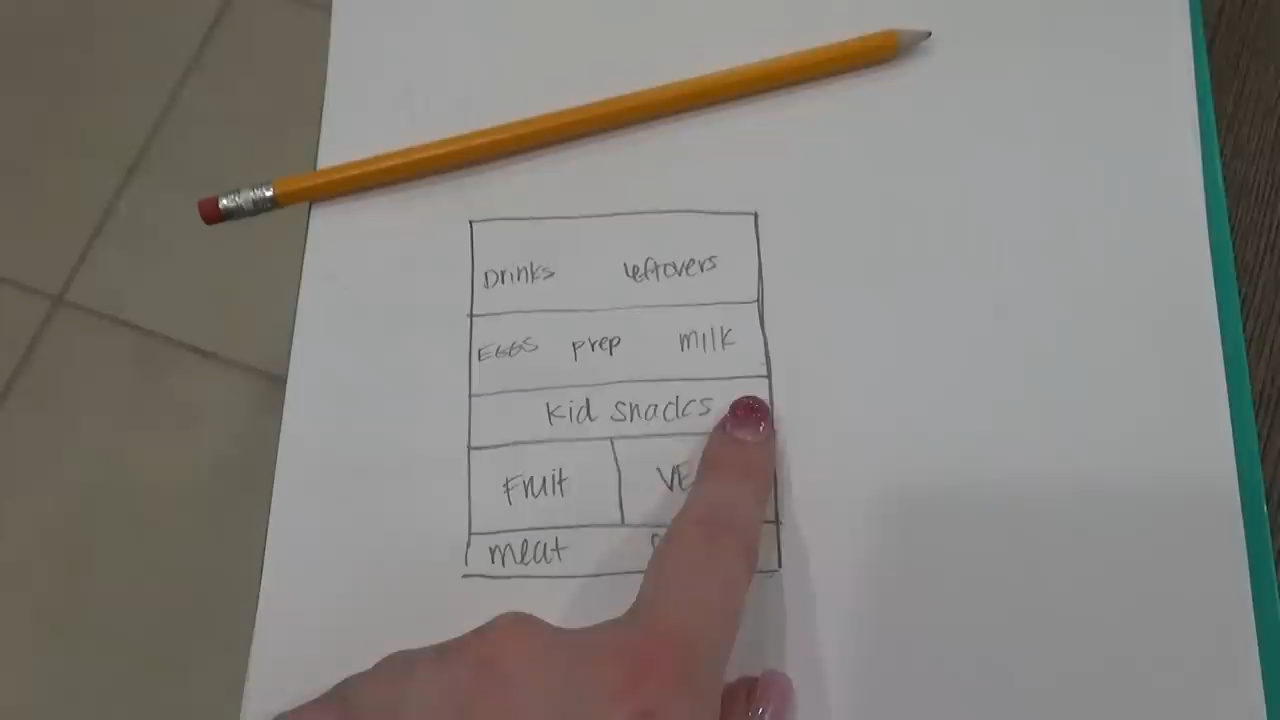 Drinks leftovers
EGGS prep milk
Kid snacks
Fruit
meat